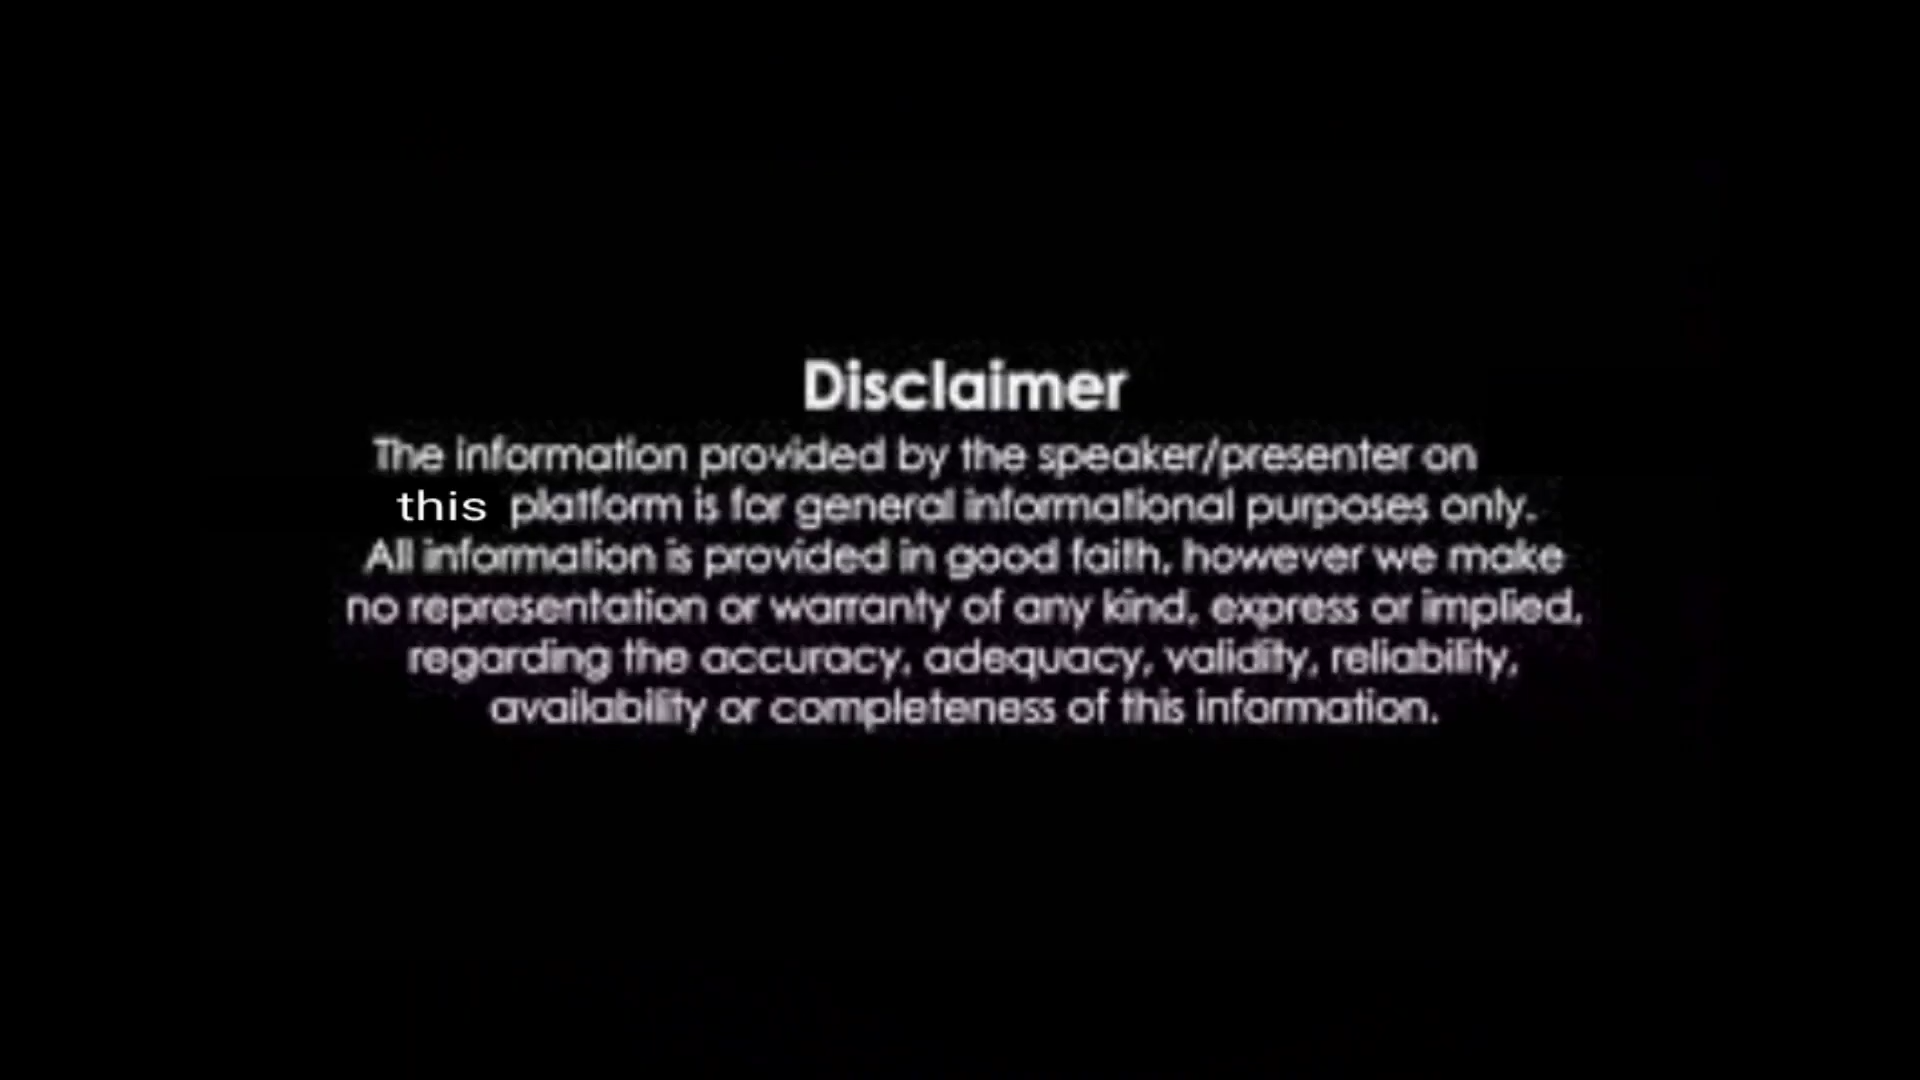 Disclaimer
The information provided by the speaker/presenter on
this platform is for general informational purposes only.
All information is provided in good faith, however we make
no representation or warranty of any kind, express or implied,
regarding the accuracy, adequacy, validity, reliability,
availability or completeness of this information.